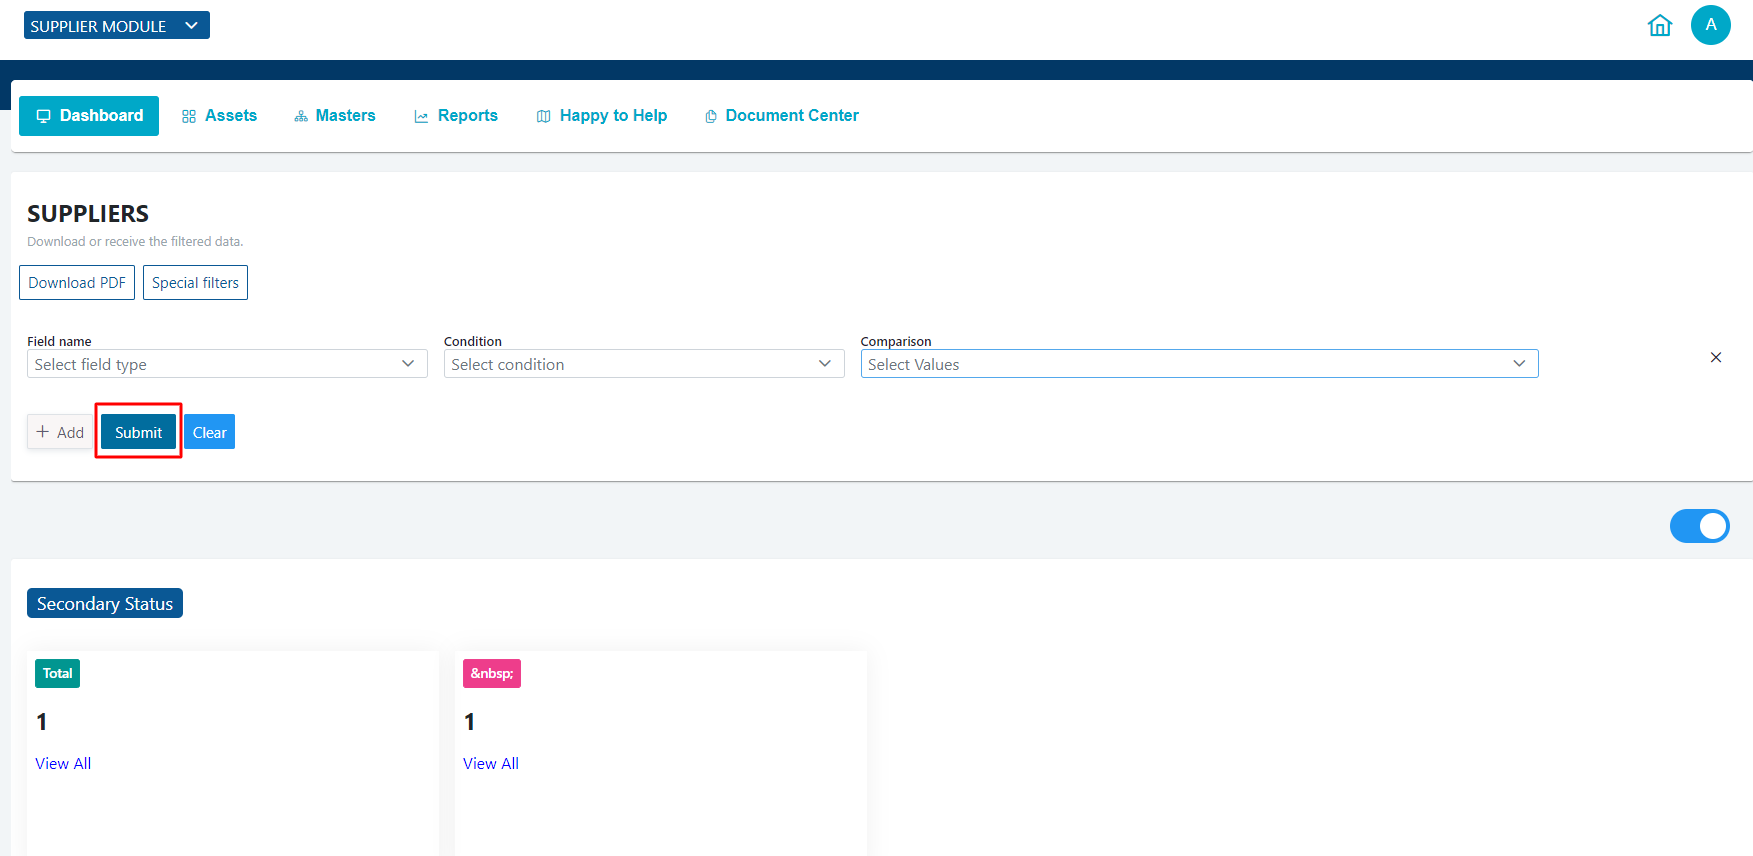 SUPPLIER MODULE
A
Dashboard Assets Masters Reports Happy to Help Document Center
SUPPLIERS
Download or receive the filtered data.
Download PDF Special filters
Field name Condition Comparison
Select field type Select condition Select Values
+ Add Submit Clear
Secondary Status
Total &nbsp;
1 1
View All View All